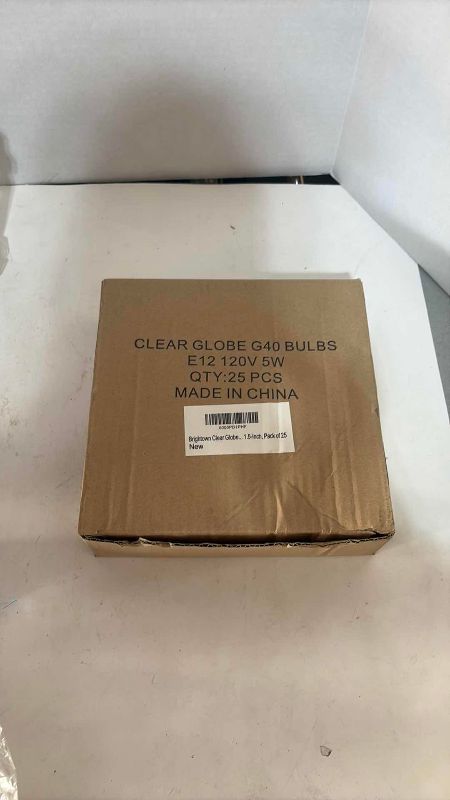 CLEAR GLOBE G40 BULBS
E12 120V 5W
QTY:25 PCS
MADE IN CHINA
Brightown Clear Globe... 1.5-Inch, Pack of 25
New